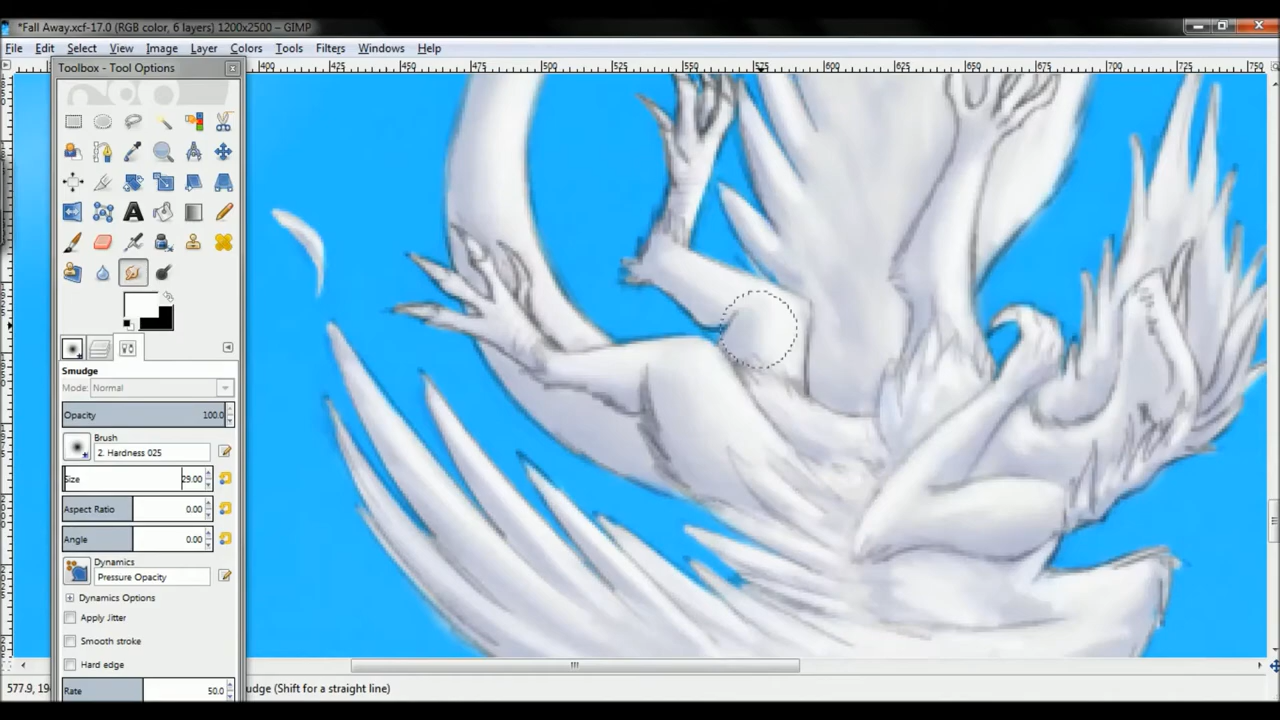 *Fall Away.xcf-17.0 (RGB color, 6 layers) 1200x2500 – GIMP
File Edit Select View Image Layer Colors Tools Filters Windows Help
Toolbox - Tool Options
400 425 450 475 500 525 550 575 600 625 650 675 700 725 750
Smudge
Mode: Normal
Opacity 100.0
Brush
2. Hardness 025
Size 29.00
Aspect Ratio 0.00
Angle 0.00
Dynamics
Pressure Opacity
Dynamics Options
Apply Jitter
Smooth stroke
Hard edge
Rate 50.0
577.9, 19 udge (Shift for a straight line)